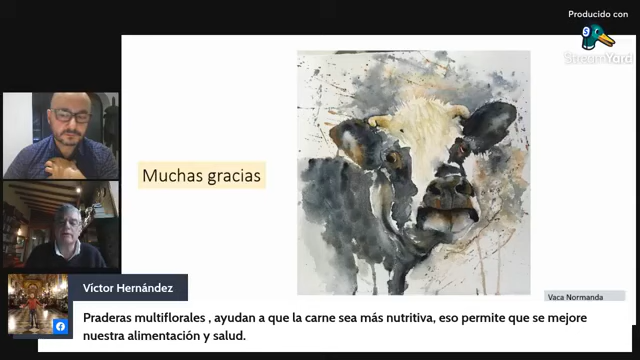 Producido con
StreamYard
Muchas gracias
Vaca Normanda
Víctor Hernández
Praderas multiflorales , ayudan a que la carne sea más nutritiva, eso permite que se mejore
nuestra alimentación y salud.